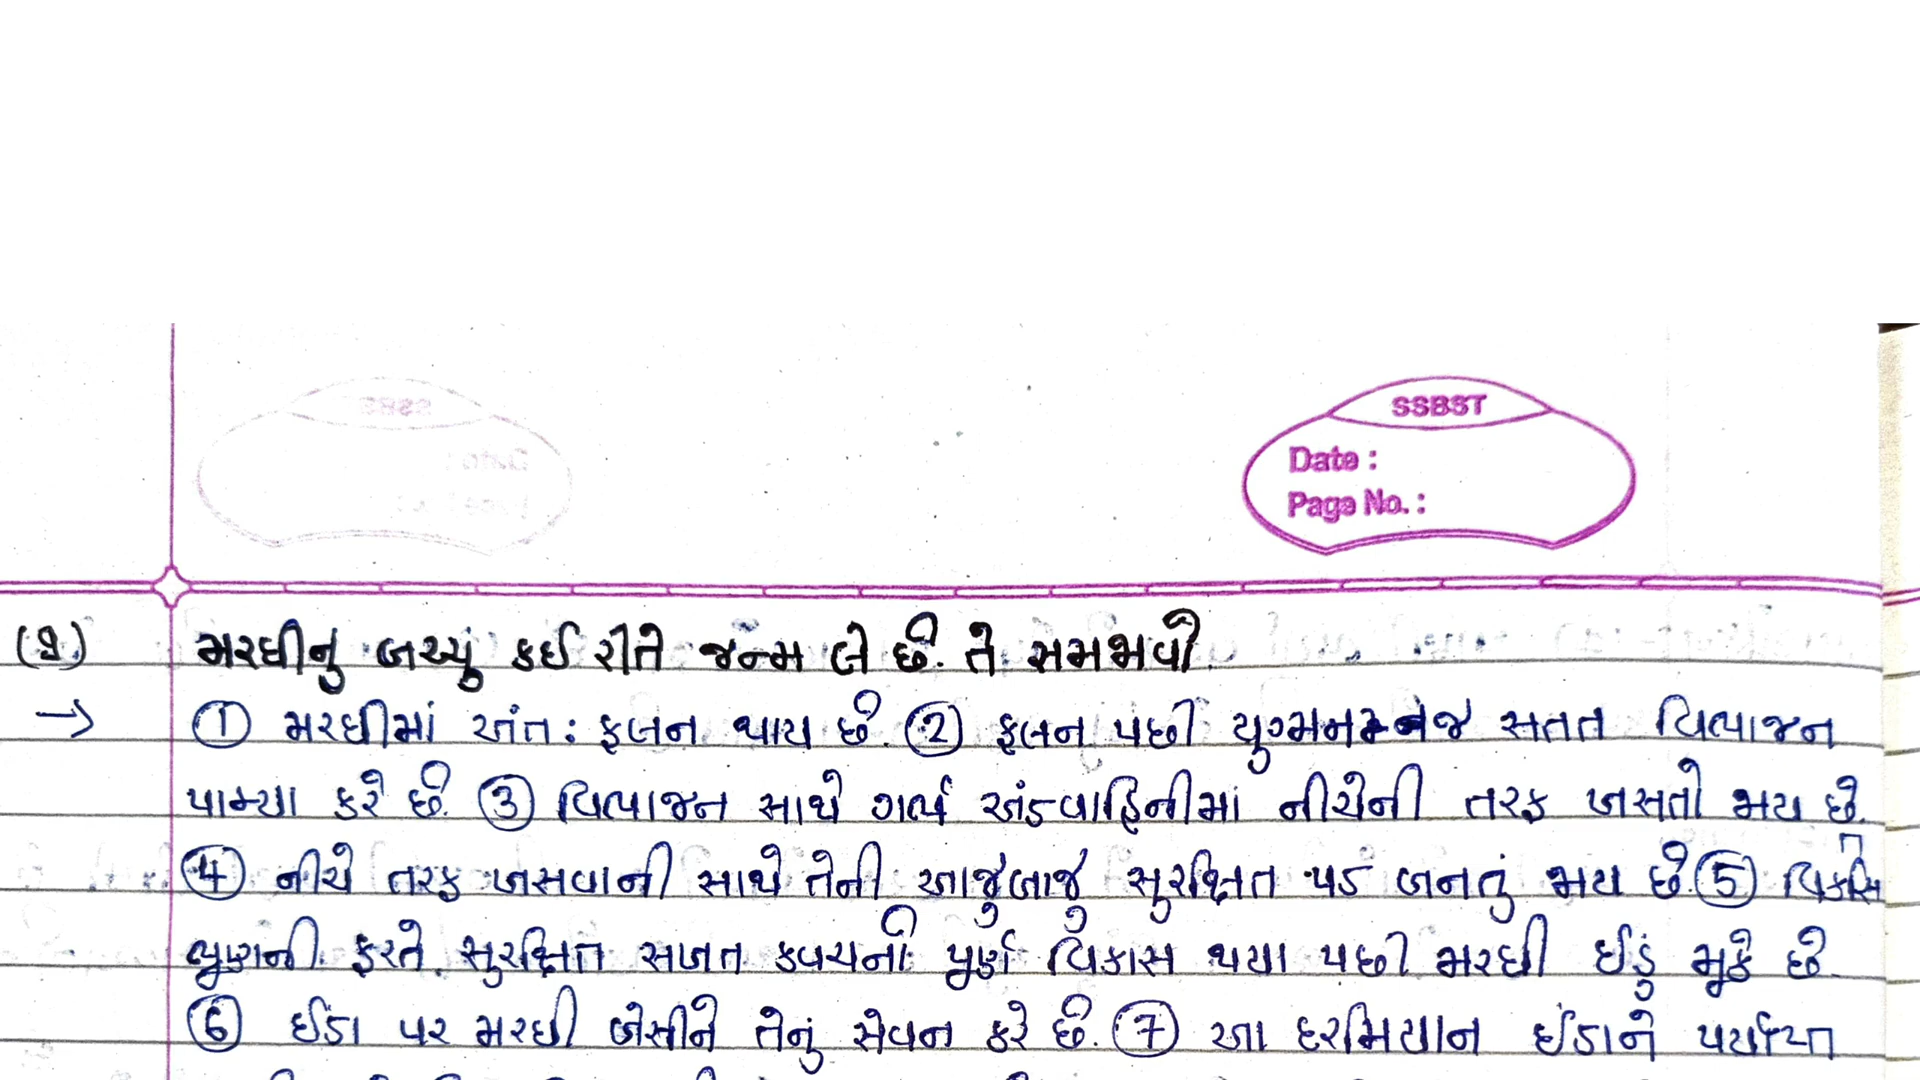 SSBST
Date :
Page No. :
(૨) મરઘીનું બચ્ચું કઈ રીતે જન્મ લે છે. તે સમજાવો.
→ ① મરઘીમાં અંત: ફલન થાય છે. ② ફલન પછી યુગ્મનજ સતત વિભાજન
પામ્યા કરે છે. ③ વિભાજન સાથે ગર્ભ અંડવાહિનીમાં નીચેની તરફ ખસતો જાય છે.
④ નીચે તરફ ખસવાની સાથે તેની આજુબાજુ સુરક્ષિત પડ બનતું જાય છે. ⑤ વિકસિત
ભ્રૂણની ફરતે સુરક્ષિત સખત કવચનો પૂર્ણ વિકાસ થયા પછી મરઘી ઈંડું મૂકે છે.
⑥ ઈંડા પર મરઘી બેસીને તેનું સેવન કરે છે. ⑦ આ દરમિયાન ઈંડાને પર્યાપ્ત